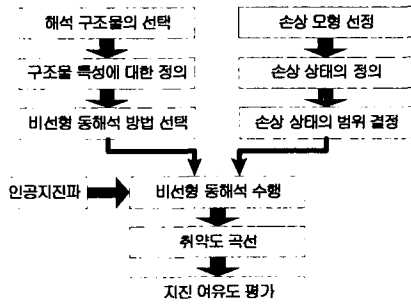 해석 구조물의 선택
손상 모형 선정
구조물 특성에 대한 정의
손상 상태의 정의
비선형 동해석 방법 선택
손상 상태의 범위 결정
인공지진파
비선형 동해석 수행
취약도 곡선
지진 여유도 평가